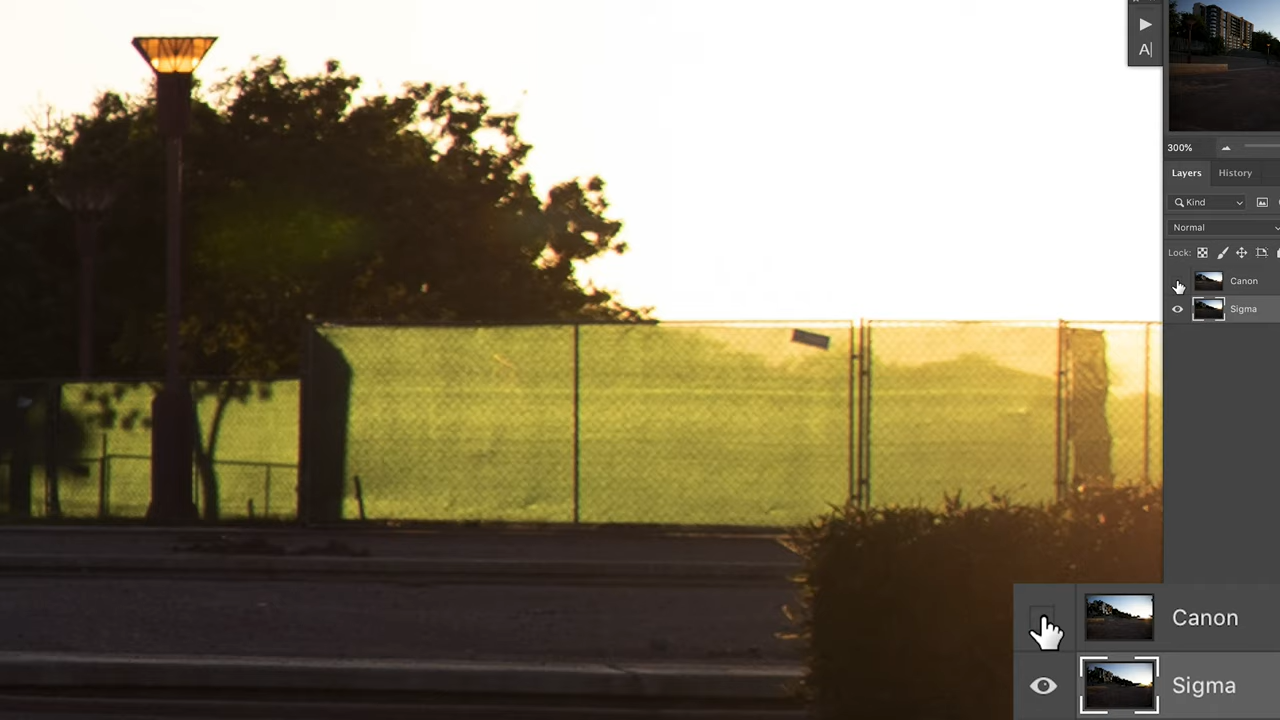 A|
300%
Layers
History
Kind
Normal
Lock:
Canon
Sigma
Canon
Sigma